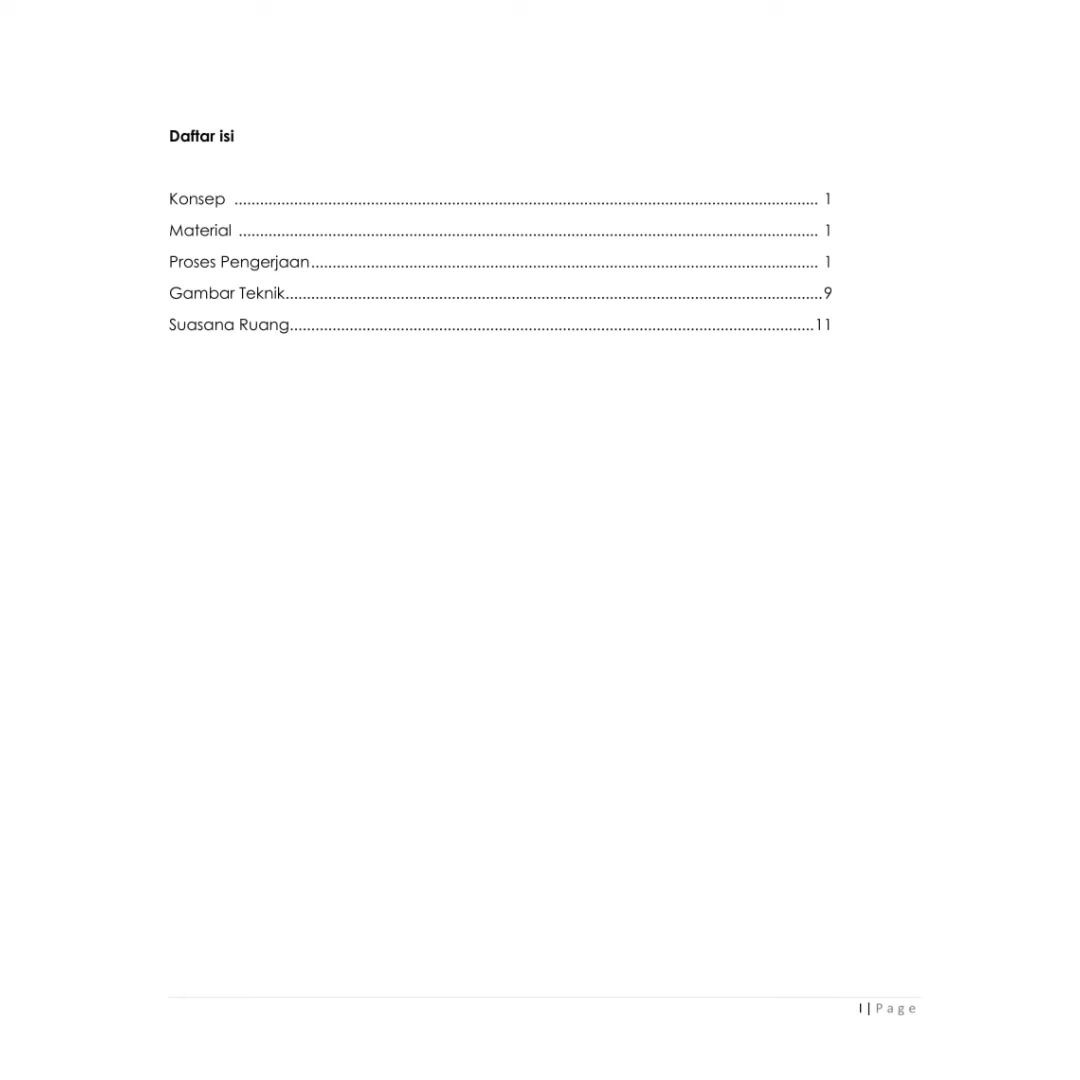 Daftar isi
Konsep ........................................................................................................................................ 1
Material ....................................................................................................................................... 1
Proses Pengerjaan...................................................................................................................... 1
Gambar Teknik.............................................................................................................................9
Suasana Ruang..........................................................................................................................11
I | P a g e